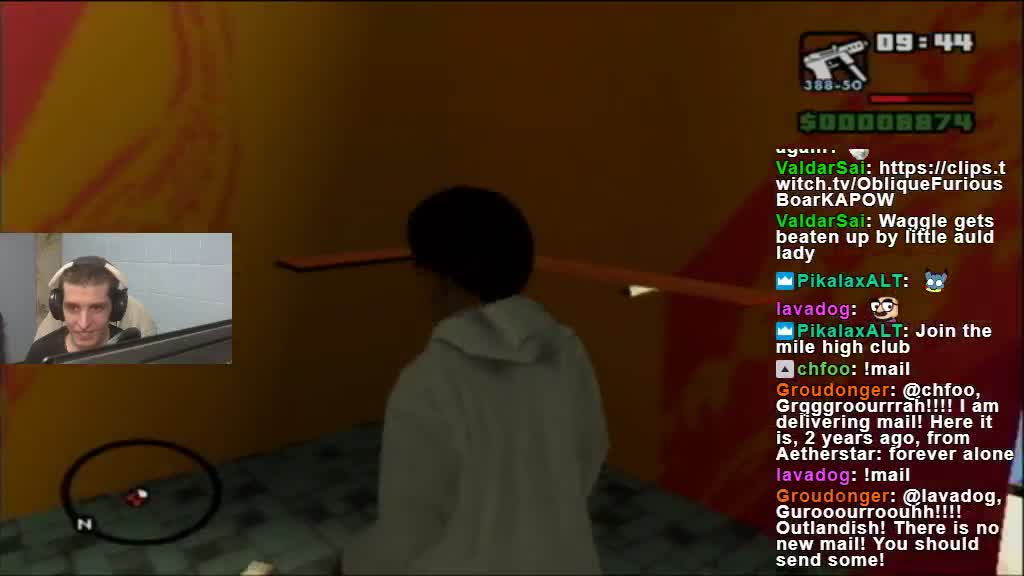 09:44
388-50
$00008874
again?
ValdarSai: https://clips.t
witch.tv/ObliqueFurious
BoarKAPOW
ValdarSai: Waggle gets
beaten up by little auld
lady
PikalaxALT:
lavadog:
PikalaxALT: Join the
mile high club
chfoo: !mail
Groudonger: @chfoo,
Grgggroourrrah!!!! I am
delivering mail! Here it
is, 2 years ago, from
Aetherstar: forever alone
lavadog: !mail
Groudonger: @lavadog,
Gurooourroouhh!!!!
Outlandish! There is no
new mail! You should
send some!
N